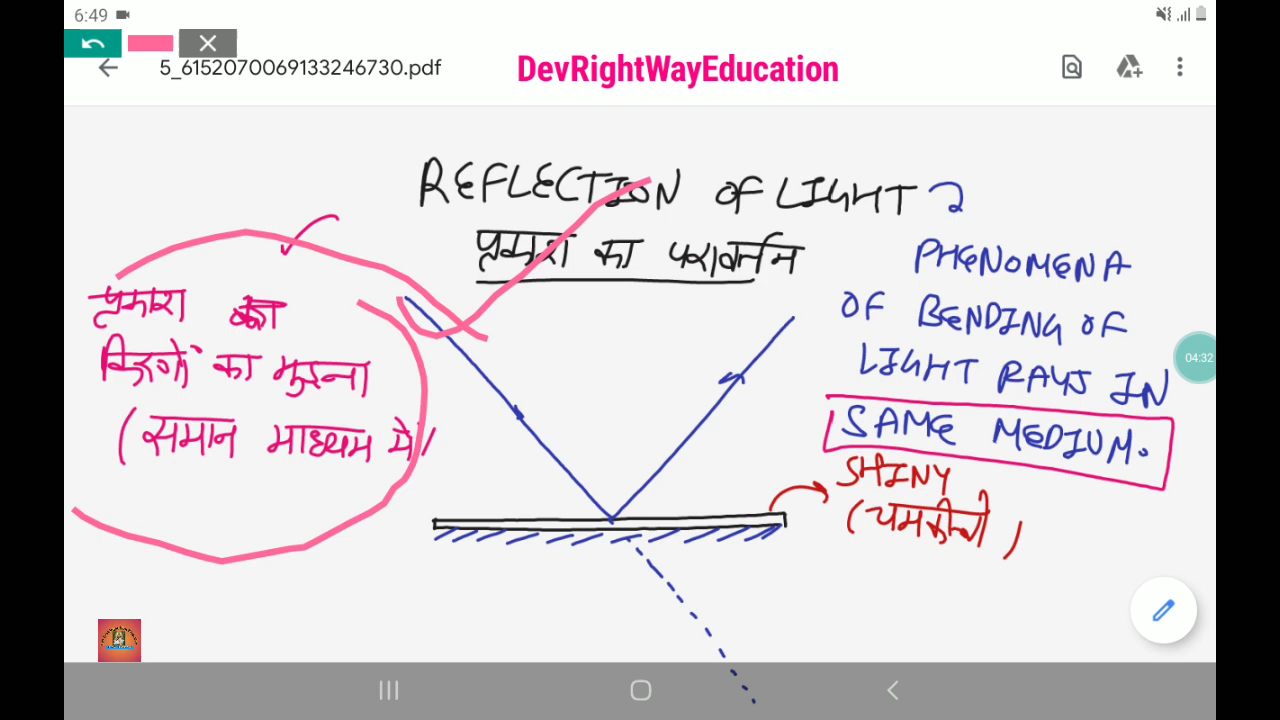 6:49
5_6152070069133246730.pdf
DevRightWayEducation
REFLECTION OF LIGHT
प्रकाश का परावर्तन
PHENOMENA
OF BENDING OF
LIGHT RAYS IN
SAME MEDIUM.
SHINY
(चमकीली)
प्रकाश की
किरणों का मुड़ना
(समान माध्यम में)
04:32